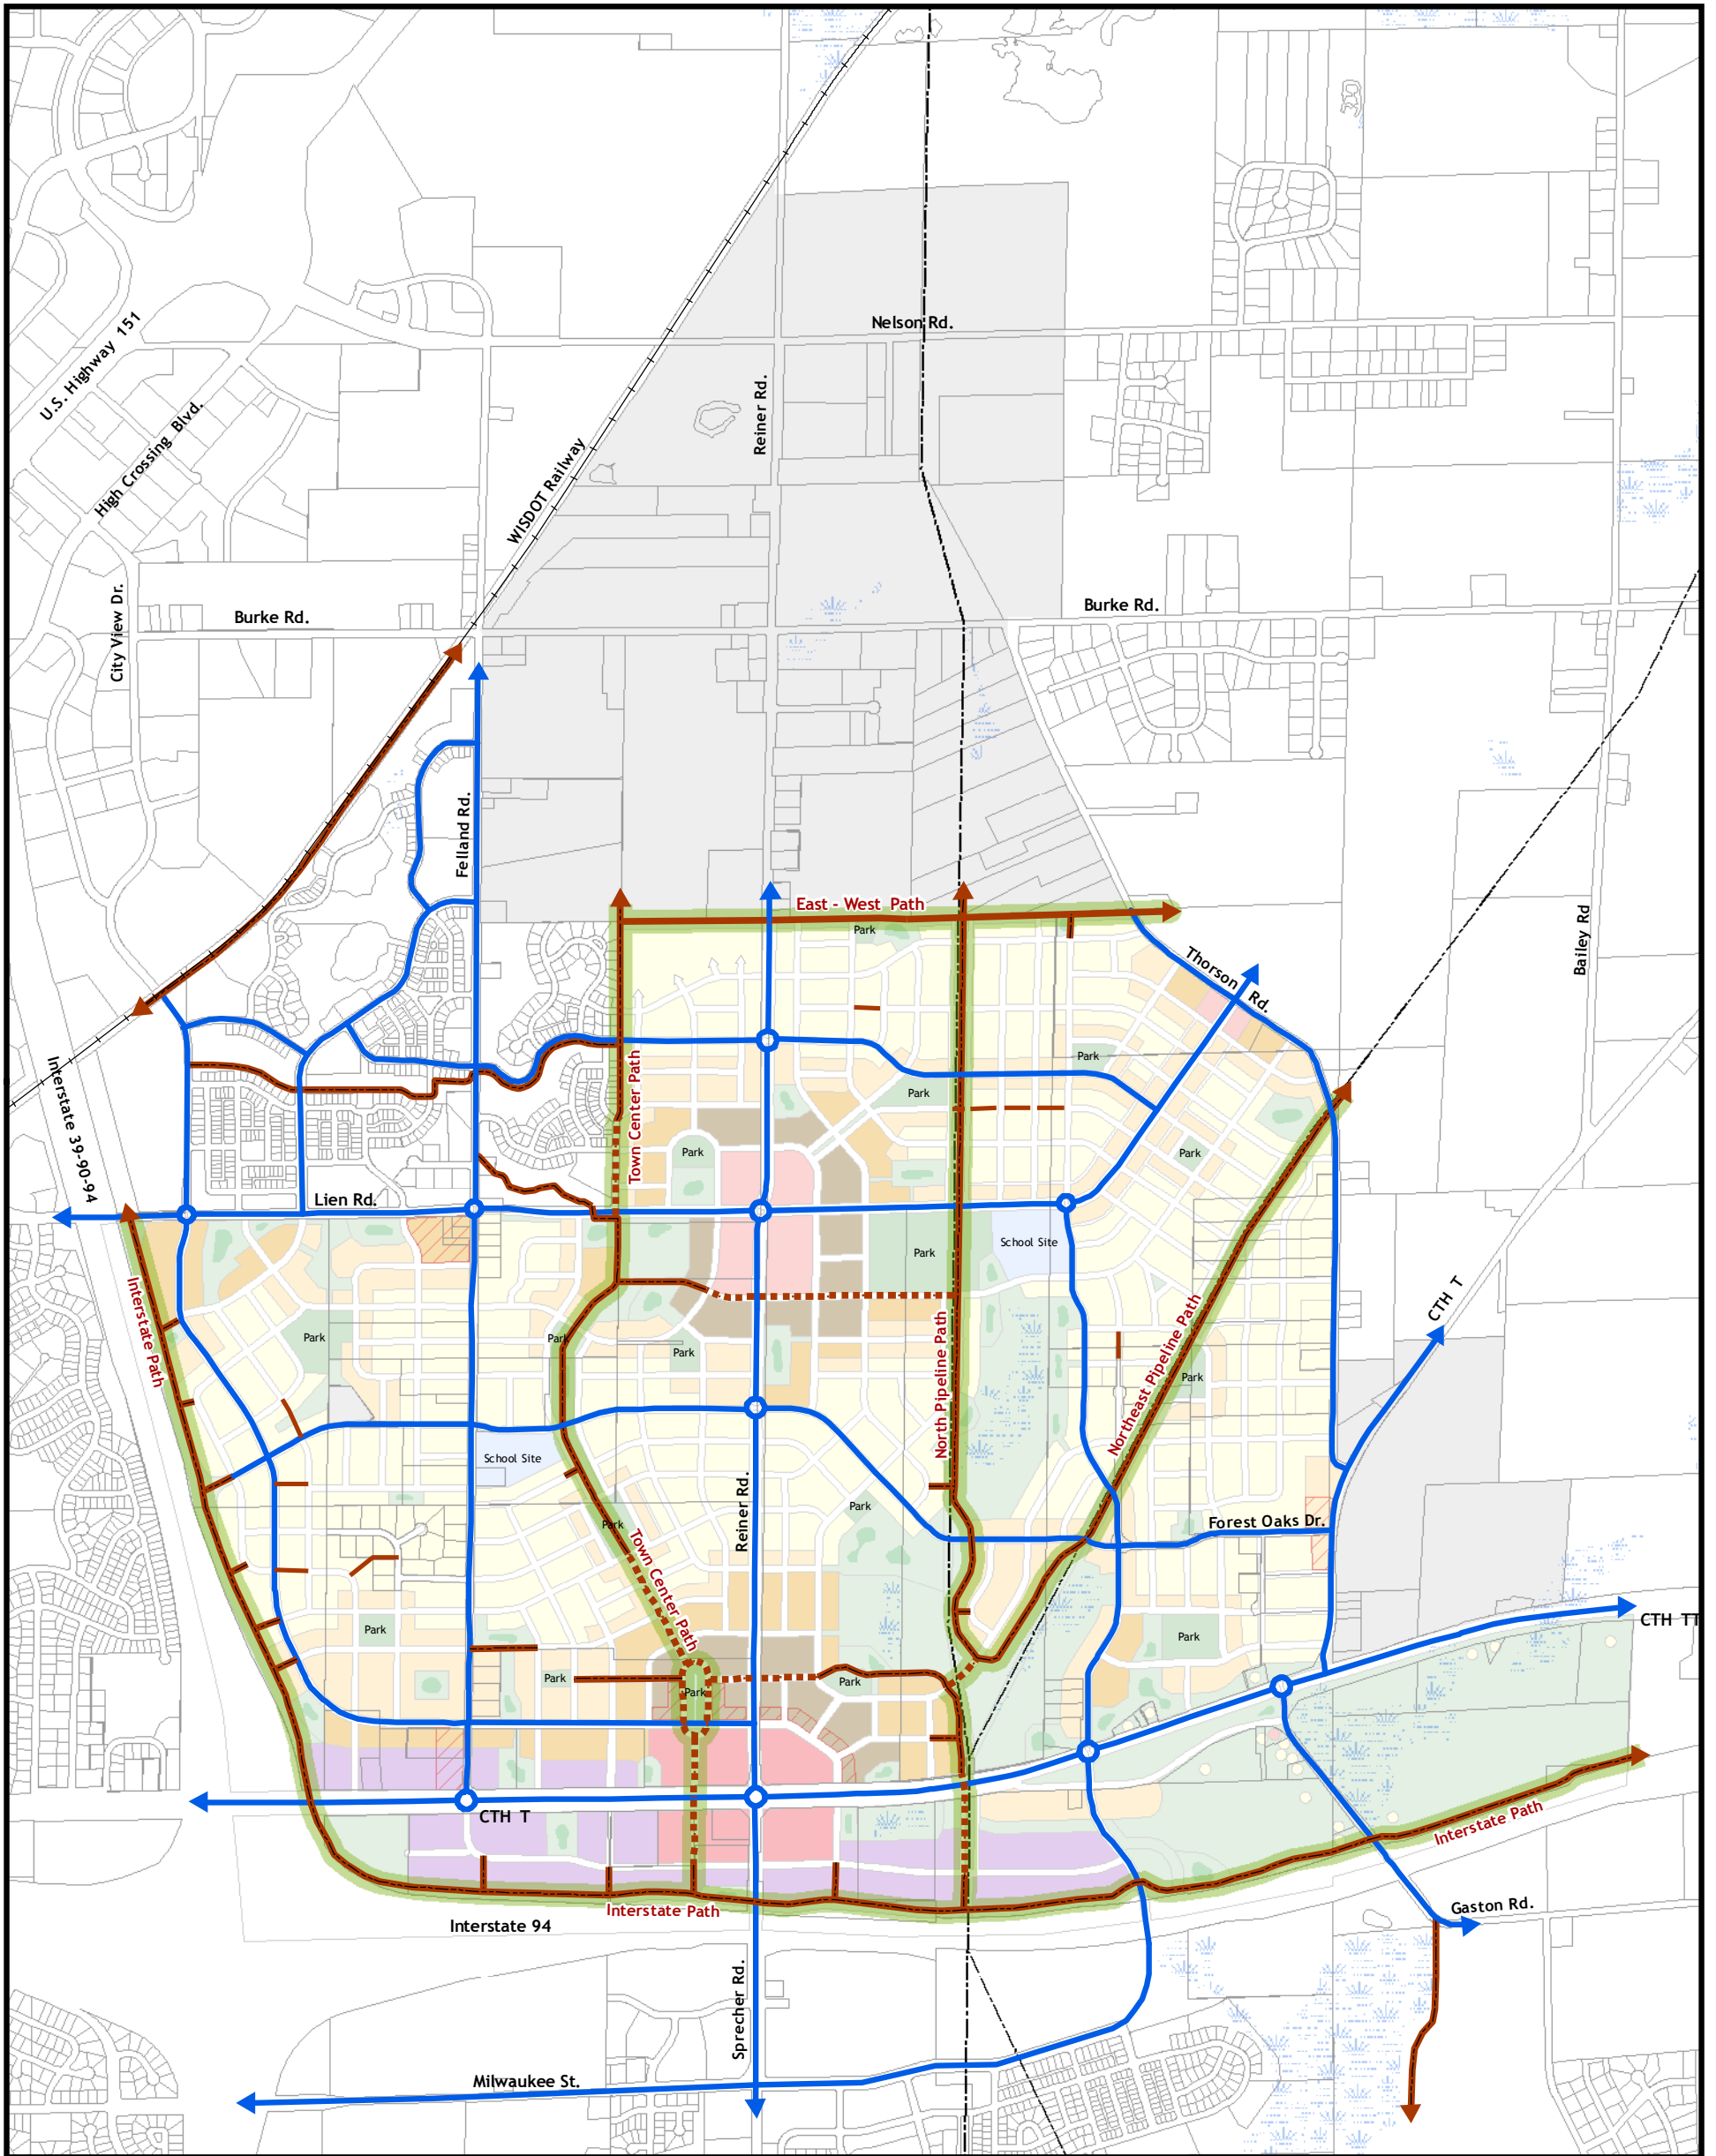 Nelson Rd.
U.S. Highway 151
Reiner Rd.
High Crossing Blvd.
WISDOT Railway
City View Dr.
Burke Rd.
Burke Rd.
Felland Rd.
East - West Path
Park
Bailey Rd
Thorson Rd.
Interstate 39-90-94
Town Center Path
Park
Park
Park
Park
Lien Rd.
School Site
Park
Interstate Path
Park
Park
Park
North Pipeline Path
Northeast Pipeline Path
Park
CTH T
School Site
Reiner Rd.
Park
Park
Forest Oaks Dr.
Town Center Path
Park
Park
CTH TT
Park
Park
Park
CTH T
Interstate Path
Interstate Path
Interstate 94
Gaston Rd.
Sprecher Rd.
Milwaukee St.